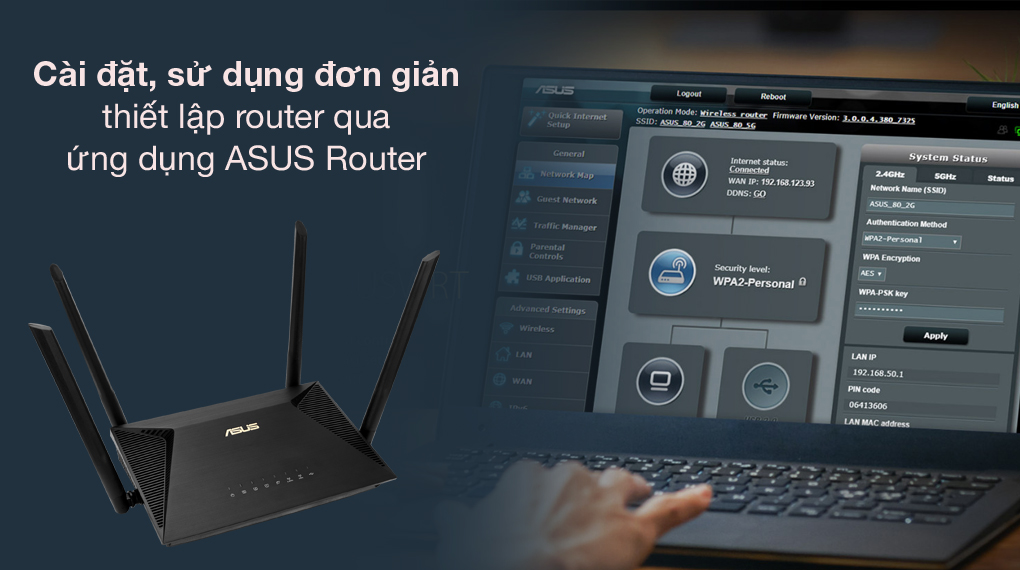 Cài đặt, sử dụng đơn giản
thiết lập router qua
ứng dụng ASUS Router
ASUS
Logout
Reboot
English
Quick Internet
Setup
Operation Mode: Wireless router Firmware Version: 3.0.0.4.380_7375
SSID: ASUS_80_2G ASUS_80_5G
General
Network Map
Guest Network
Traffic Manager
Parental
Controls
USB Application
Advanced Settings
Wireless
LAN
WAN
IPv6
Internet status:
Connected
WAN IP: 192.168.123.93
DDNS: GO
Security level:
WPA2-Personal
System Status
2.4GHz 5GHz Status
Network Name (SSID)
ASUS_80_2G
Authentication Method
WPA2-Personal
WPA Encryption
AES
WPA-PSK key
••••••••••
Apply
LAN IP
192.168.50.1
PIN code
06413606
LAN MAC address
ASUS